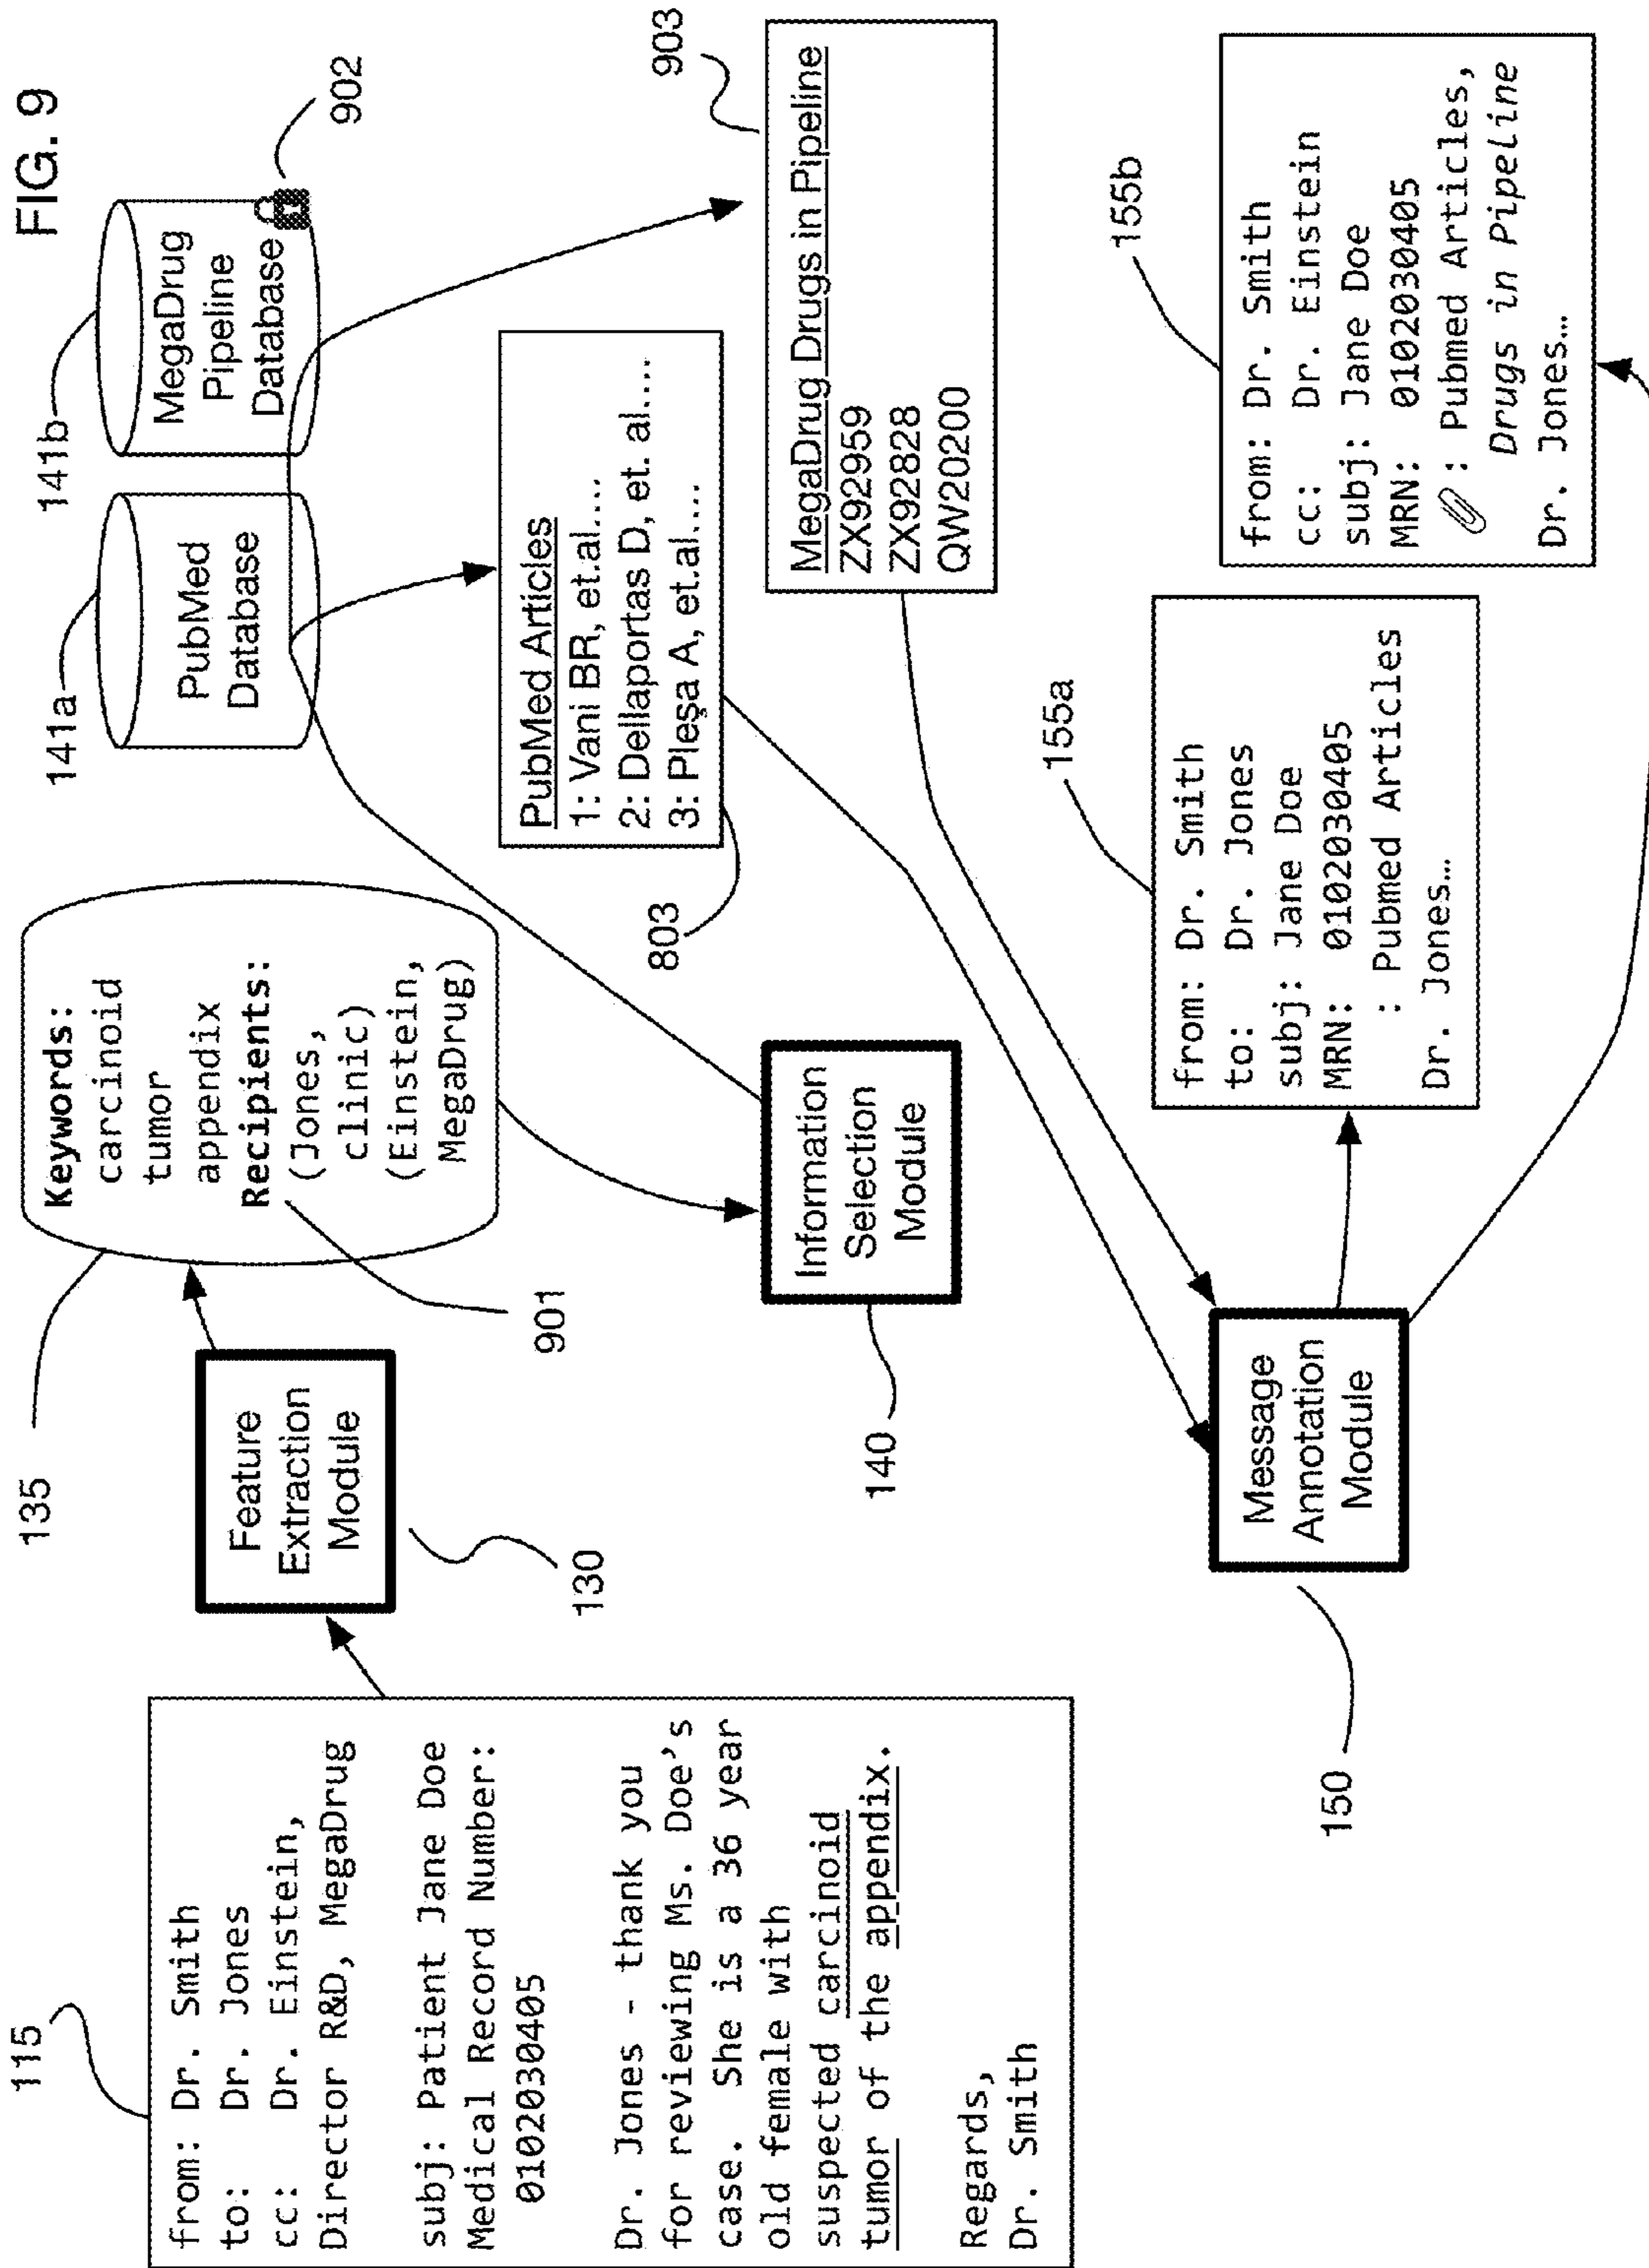 FIG. 9
115
from: Dr. Smith
to: Dr. Jones
cc: Dr. Einstein,
Director R&D, MegaDrug
subj: Patient Jane Doe
Medical Record Number:
0102030405
Dr. Jones - thank you
for reviewing Ms. Doe’s
case. She is a 36 year
old female with
suspected carcinoid
tumor of the appendix.
Regards,
Dr. Smith
Feature
Extraction
Module
130
135
Keywords:
carcinoid
tumor
appendix
Recipients:
(Jones,
clinic)
(Einstein,
MegaDrug)
901
141a
PubMed
Database
141b
MegaDrug
Pipeline
Database
902
PubMed Articles
1: Vani BR, et.al....
2: Dellaportas D, et. al....
3: Pleşa A, et.al....
803
Information
Selection
Module
140
903
MegaDrug Drugs in Pipeline
ZX92959
ZX92828
QW20200
Message
Annotation
Module
150
155a
from: Dr. Smith
to: Dr. Jones
subj: Jane Doe
MRN: 0102030405
: Pubmed Articles
Dr. Jones…
155b
from: Dr. Smith
cc: Dr. Einstein
subj: Jane Doe
MRN: 0102030405
: Pubmed Articles,
Drugs in Pipeline
Dr. Jones…